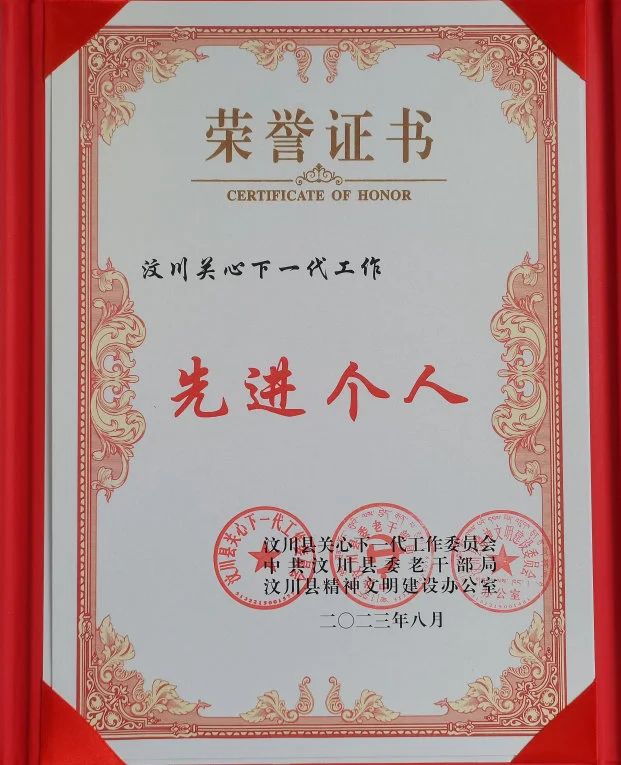 荣誉证书
CERTIFICATE OF HONOR
汶川关心下一代工作
先进个人
汶川县关心下一代工作委员会
中共汶川县委老干部局
汶川县精神文明建设办公室
二〇二三年八月